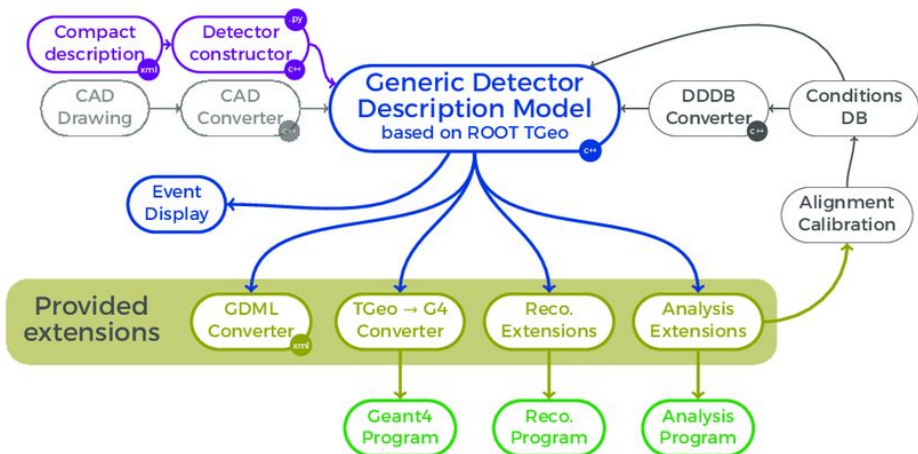 .py
Compact
description
xml
Detector
constructor
c++
Generic Detector
Description Model
based on ROOT TGeo
c++
CAD
Drawing
CAD
Converter
c++
DDDB
Converter
c++
Conditions
DB
Event
Display
Alignment
Calibration
Provided
extensions
GDML
Converter
xml
TGeo → G4
Converter
Reco.
Extensions
Analysis
Extensions
Geant4
Program
Reco.
Program
Analysis
Program